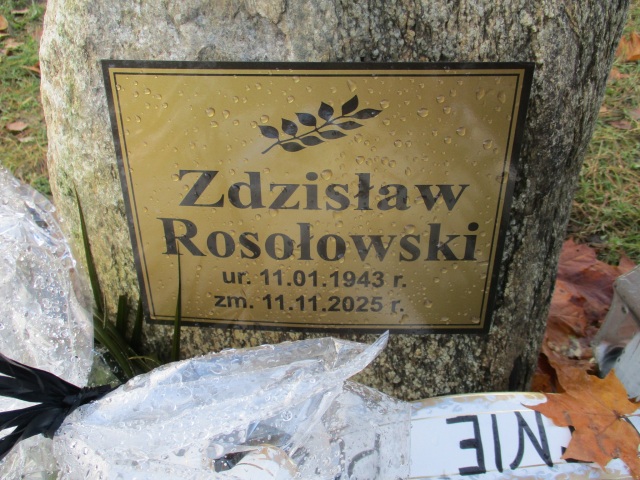 Zdzisław
Rosołowski
ur. 11.01.1943 r.
zm. 11.11.2025 r.
NIE